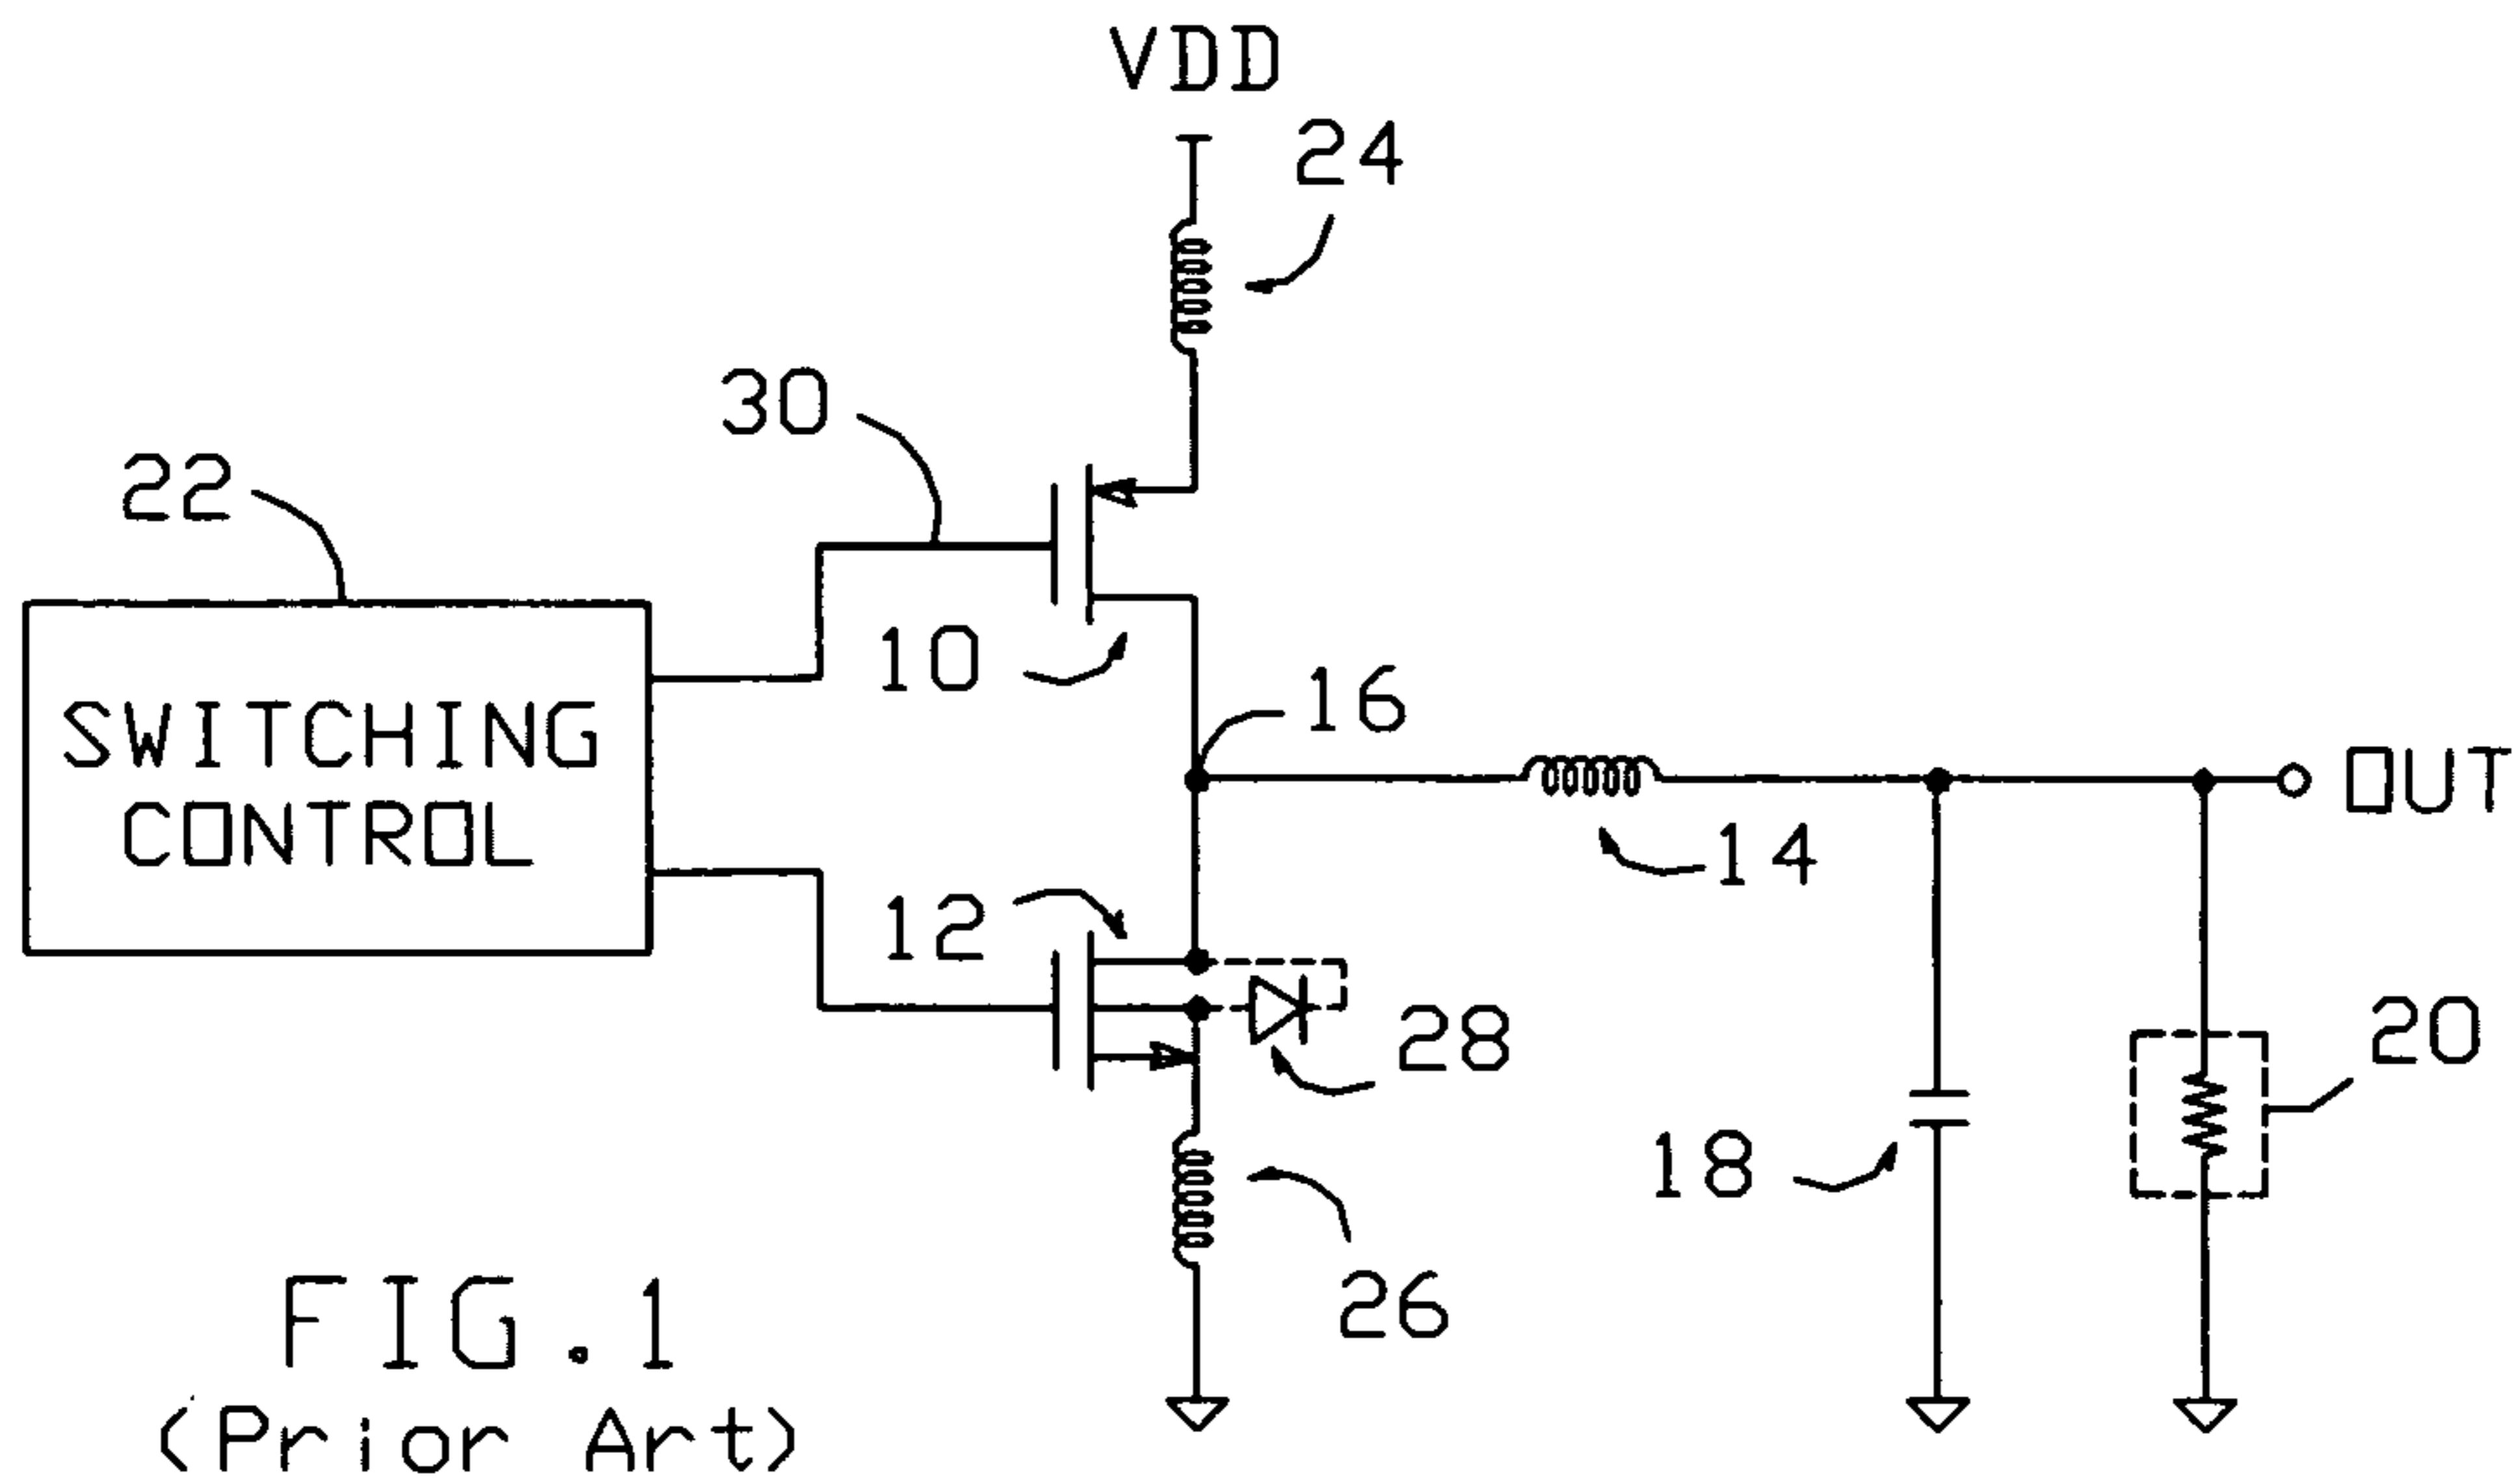 VDD
24
30
22
10
16
SWITCHING
CONTROL
OUT
14
12
28
20
18
26
FIG.1
(Prior Art)